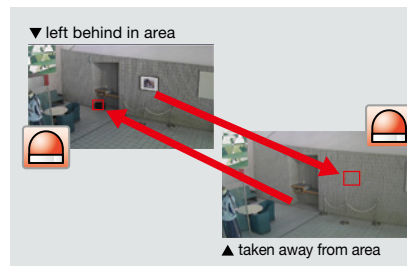 ▼ left behind in area
▲ taken away from area